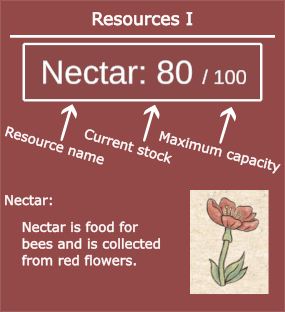 Resources I
Nectar: 80 / 100
Resource name
Current stock
Maximum capacity
Nectar:
Nectar is food for
bees and is collected
from red flowers.